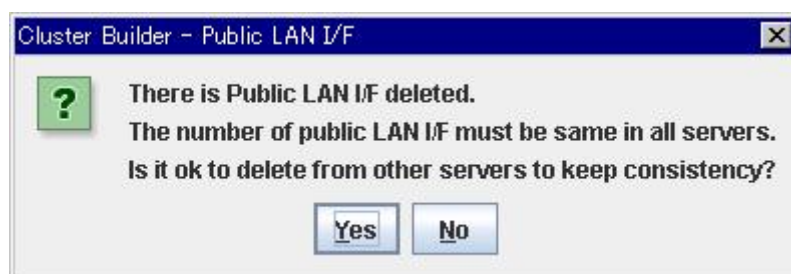 Cluster Builder - Public LAN I/F
?
There is Public LAN I/F deleted.
The number of public LAN I/F must be same in all servers.
Is it ok to delete from other servers to keep consistency?
Yes No